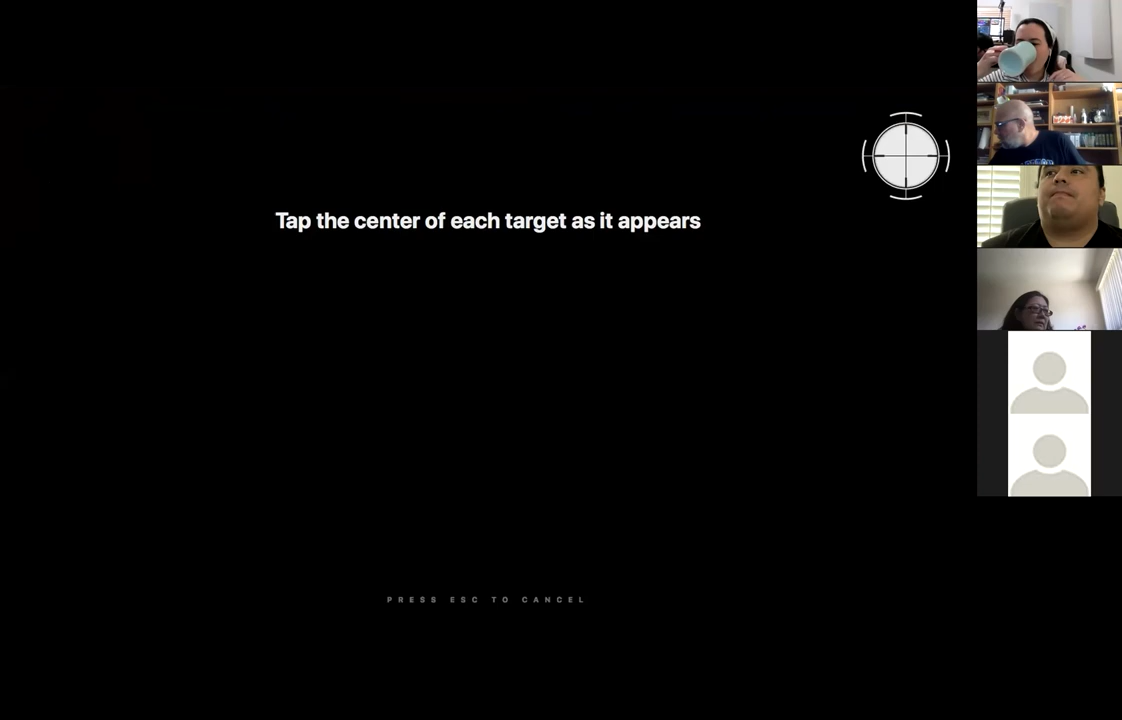 Tap the center of each target as it appears
PRESS ESC TO CANCEL